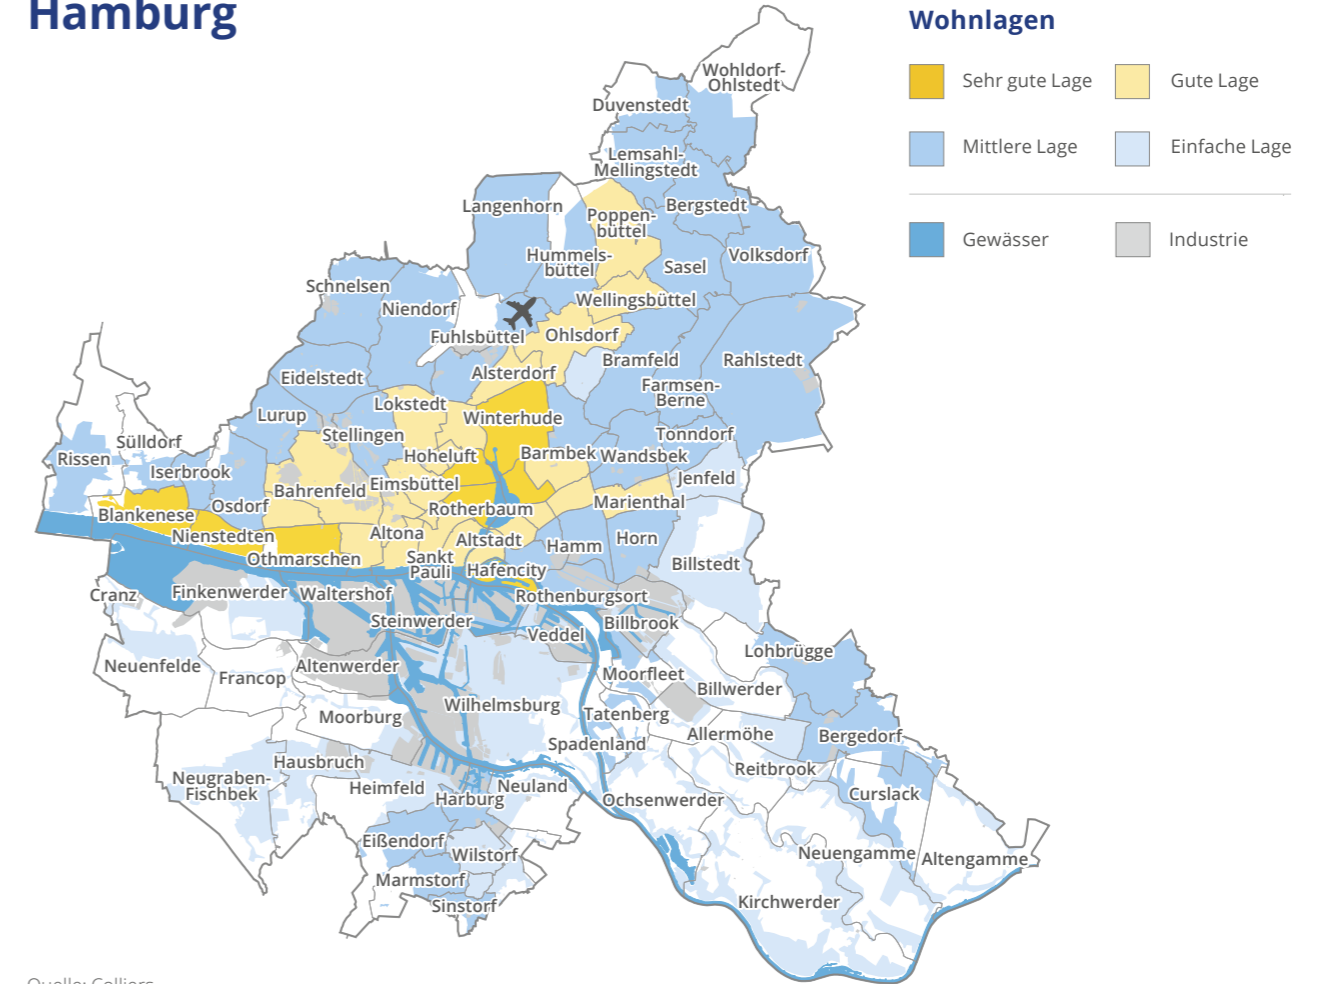 Hamburg
Wohnlagen
Sehr gute Lage
Gute Lage
Mittlere Lage
Einfache Lage
Gewässer
Industrie
Wohldorf-
Ohlstedt
Duvenstedt
Lemsahl-
Mellingstedt
Langenhorn
Poppen-
büttel
Bergstedt
Hummels-
büttel
Sasel
Volksdorf
Schnelsen
Niendorf
Wellingsbüttel
Fuhlsbüttel
Ohlsdorf
Bramfeld
Rahlstedt
Eidelstedt
Alsterdorf
Farmsen-
Berne
Lokstedt
Lurup
Winterhude
Stellingen
Tonndorf
Sülldorf
Hoheluft
Barmbek
Wandsbek
Rissen
Iserbrook
Jenfeld
Bahrenfeld
Eimsbüttel
Osdorf
Marienthal
Blankenese
Rotherbaum
Nienstedten
Altona
Altstadt
Horn
Hamm
Othmarschen
Sankt
Pauli
Hafencity
Billstedt
Cranz
Finkenwerder
Waltershof
Rothenburgsort
Steinwerder
Veddel
Billbrook
Lohbrügge
Neuenfelde
Altenwerder
Francop
Moorfleet
Billwerder
Wilhelmsburg
Moorburg
Tatenberg
Allermöhe
Bergedorf
Spadenland
Hausbruch
Reitbrook
Neugraben-
Fischbek
Heimfeld
Neuland
Harburg
Ochsenwerder
Curslack
Eißendorf
Wilstorf
Neuengamme
Altengamme
Marmstorf
Sinstorf
Kirchwerder
Quelle: Colliers